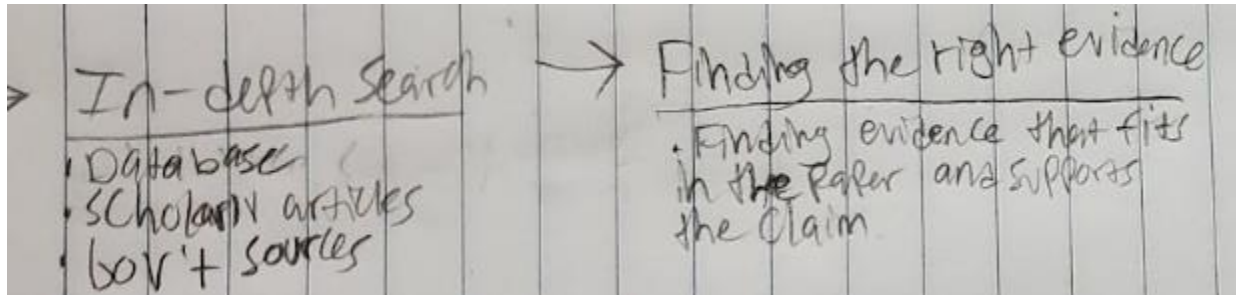 → In-depth search
• Database
• scholarly articles
• Gov't sources
→ Finding the right evidence
• Finding evidence that fits
in the Paper and supports
the claim